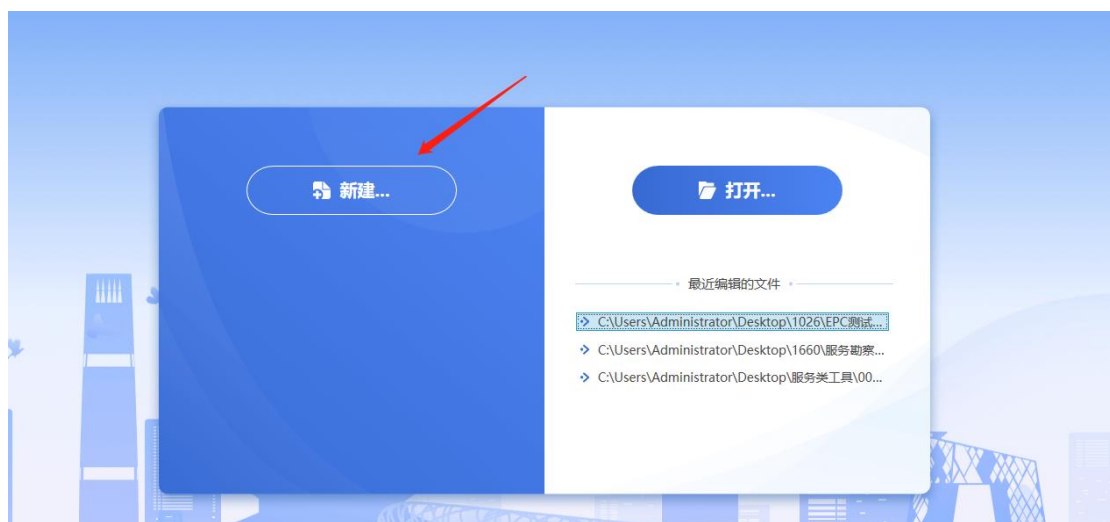 新建...
打开...
最近编辑的文件
C:\Users\Administrator\Desktop\1026\EPC测试...
C:\Users\Administrator\Desktop\1660\服务勘察...
C:\Users\Administrator\Desktop\服务类工具\00...